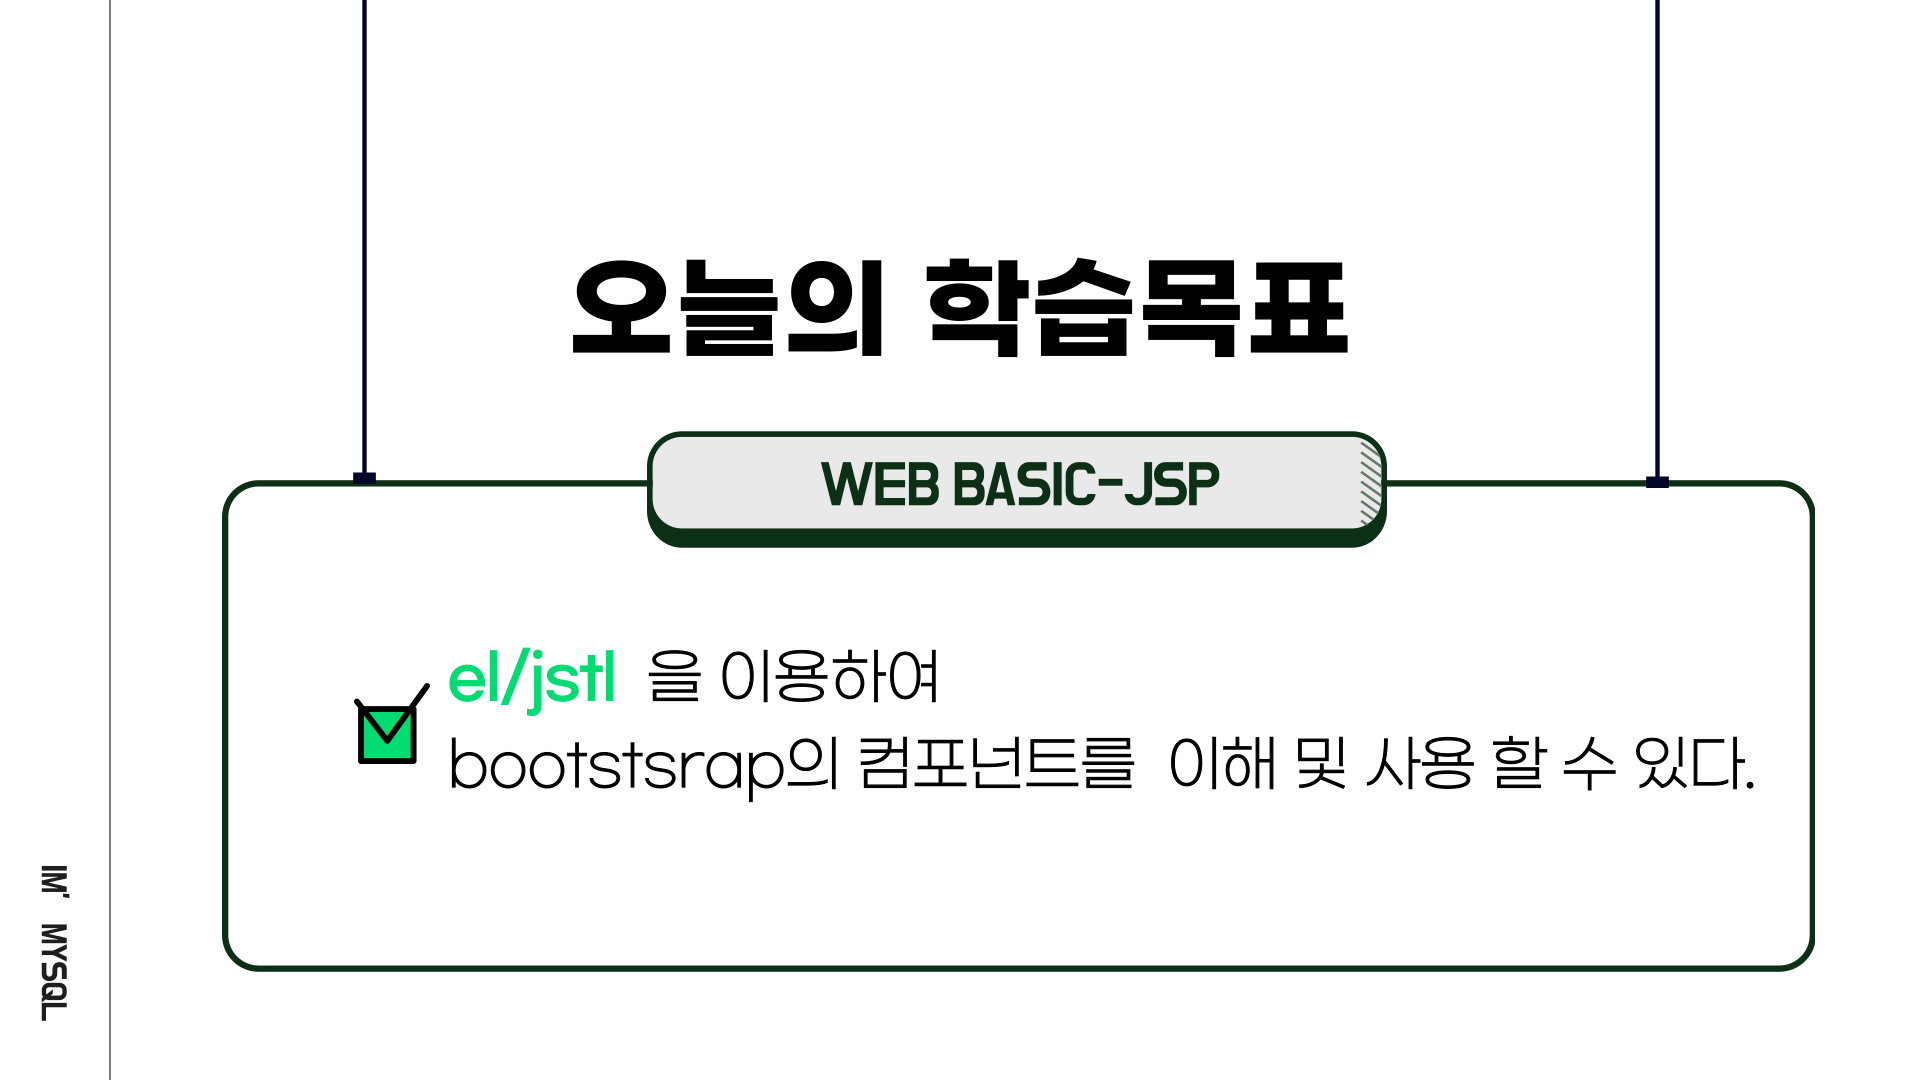 오늘의 학습목표
WEB BASIC-JSP
el/jstl 을 이용하여
bootstsrap의 컴포넌트를 이해 및 사용 할 수 있다.
IM' MYSQL